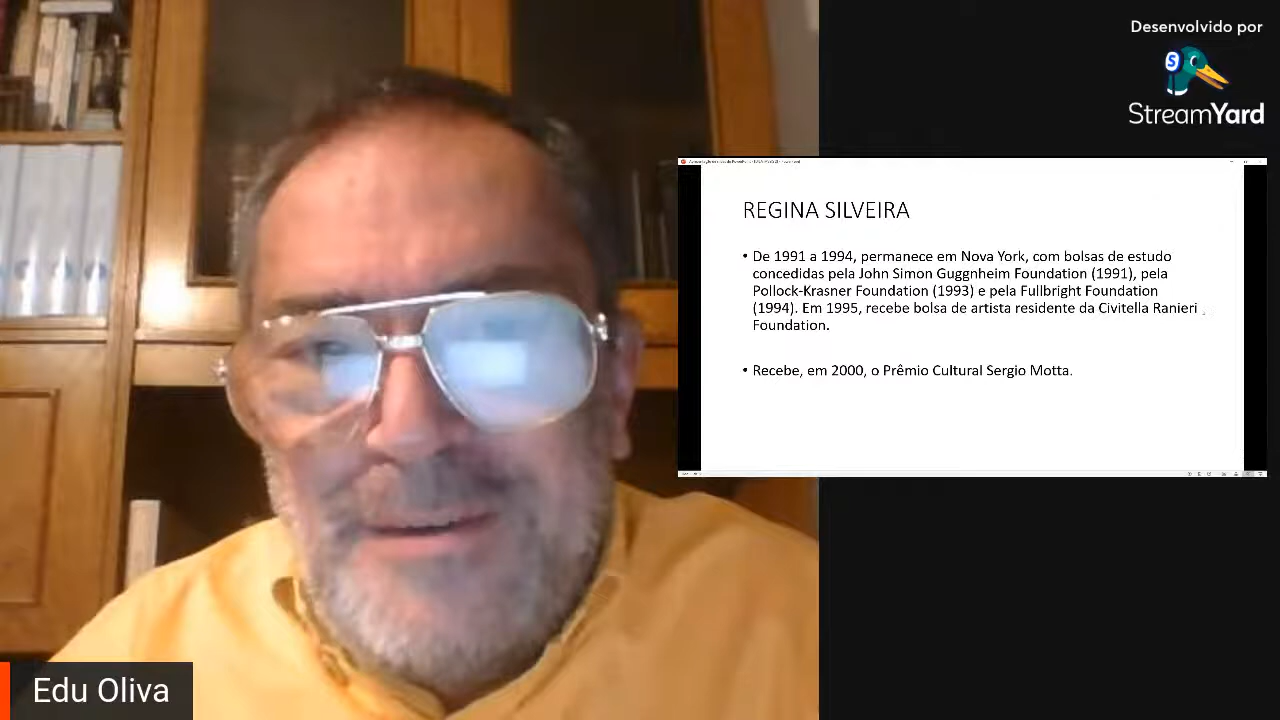 Desenvolvido por
StreamYard
REGINA SILVEIRA
• De 1991 a 1994, permanece em Nova York, com bolsas de estudo
concedidas pela John Simon Guggnheim Foundation (1991), pela
Pollock-Krasner Foundation (1993) e pela Fullbright Foundation
(1994). Em 1995, recebe bolsa de artista residente da Civitella Ranieri
Foundation.
• Recebe, em 2000, o Prêmio Cultural Sergio Motta.
Edu Oliva